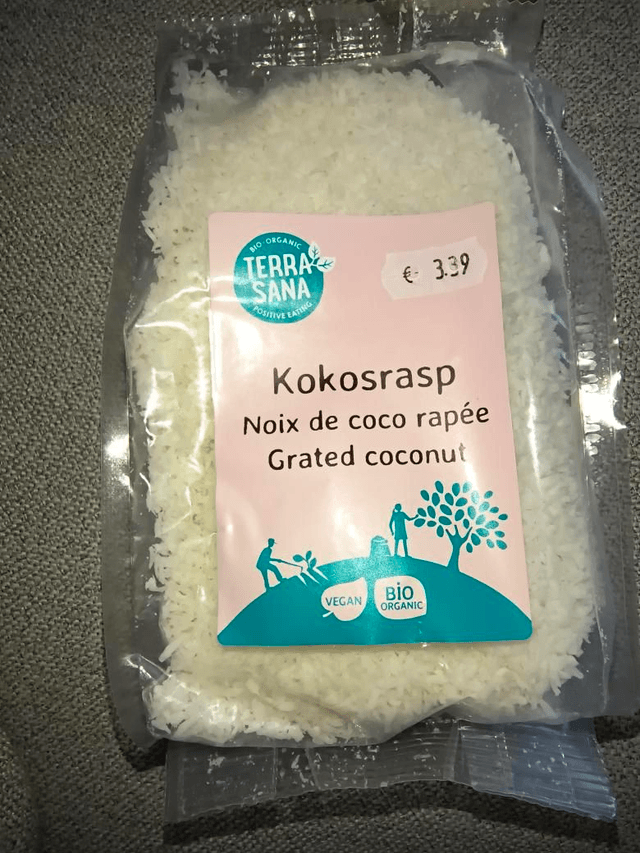 BIO-ORGANIC
TERRA
SANA
POSITIVE EATING
€- 3.39
Kokosrasp
Noix de coco rapée
Grated coconut
VEGAN
BiO
ORGANIC